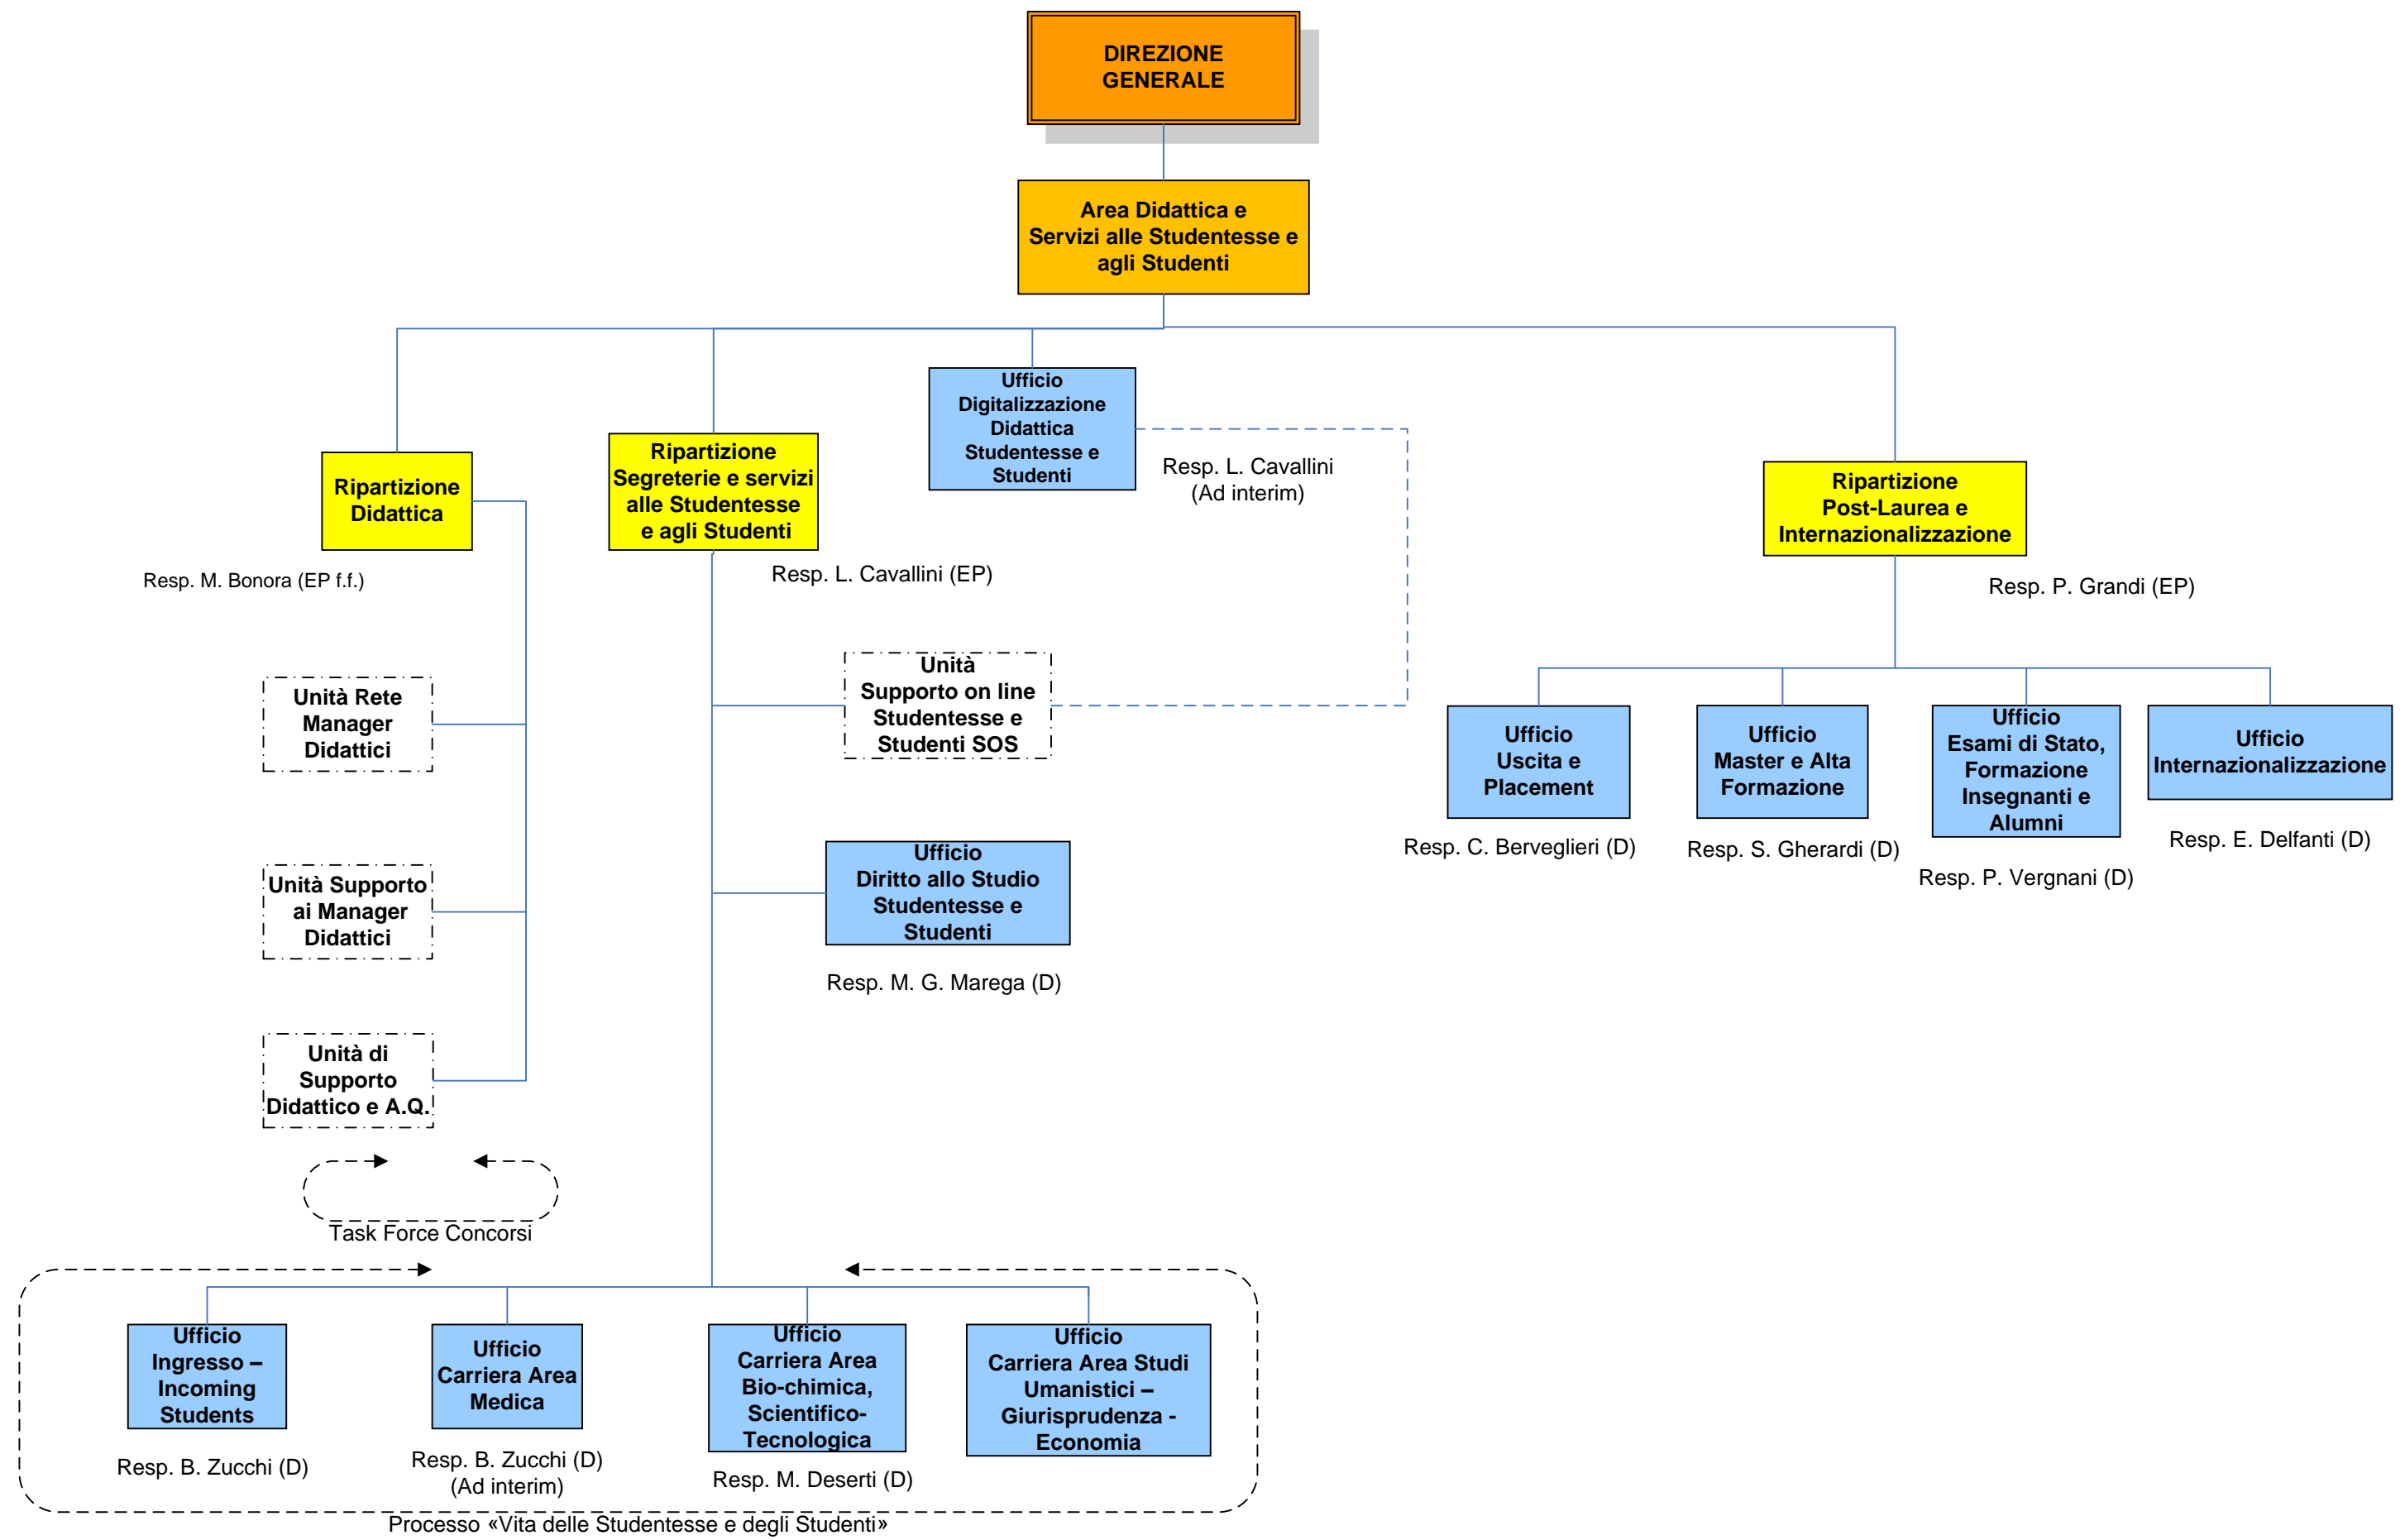 DIREZIONE
GENERALE
Area Didattica e
Servizi alle Studentesse e
agli Studenti
Ufficio
Digitalizzazione
Didattica
Studentesse e
Studenti
Resp. L. Cavallini
(Ad interim)
Ripartizione
Didattica
Resp. M. Bonora (EP f.f.)
Ripartizione
Segreterie e servizi
alle Studentesse
e agli Studenti
Resp. L. Cavallini (EP)
Ripartizione
Post-Laurea e
Internazionalizzazione
Resp. P. Grandi (EP)
Unità Rete
Manager
Didattici
Unità Supporto
ai Manager
Didattici
Unità di
Supporto
Didattico e A.Q.
Task Force Concorsi
Unità
Supporto on line
Studentesse e
Studenti SOS
Ufficio
Diritto allo Studio
Studentesse e
Studenti
Resp. M. G. Marega (D)
Ufficio
Uscita e
Placement
Resp. C. Berveglieri (D)
Ufficio
Master e Alta
Formazione
Resp. S. Gherardi (D)
Ufficio
Esami di Stato,
Formazione
Insegnanti e
Alumni
Resp. P. Vergnani (D)
Ufficio
Internazionalizzazione
Resp. E. Delfanti (D)
Ufficio
Ingresso –
Incoming
Students
Resp. B. Zucchi (D)
Ufficio
Carriera Area
Medica
Resp. B. Zucchi (D)
(Ad interim)
Ufficio
Carriera Area
Bio-chimica,
Scientifico-
Tecnologica
Resp. M. Deserti (D)
Ufficio
Carriera Area Studi
Umanistici –
Giurisprudenza -
Economia
Processo «Vita delle Studentesse e degli Studenti»